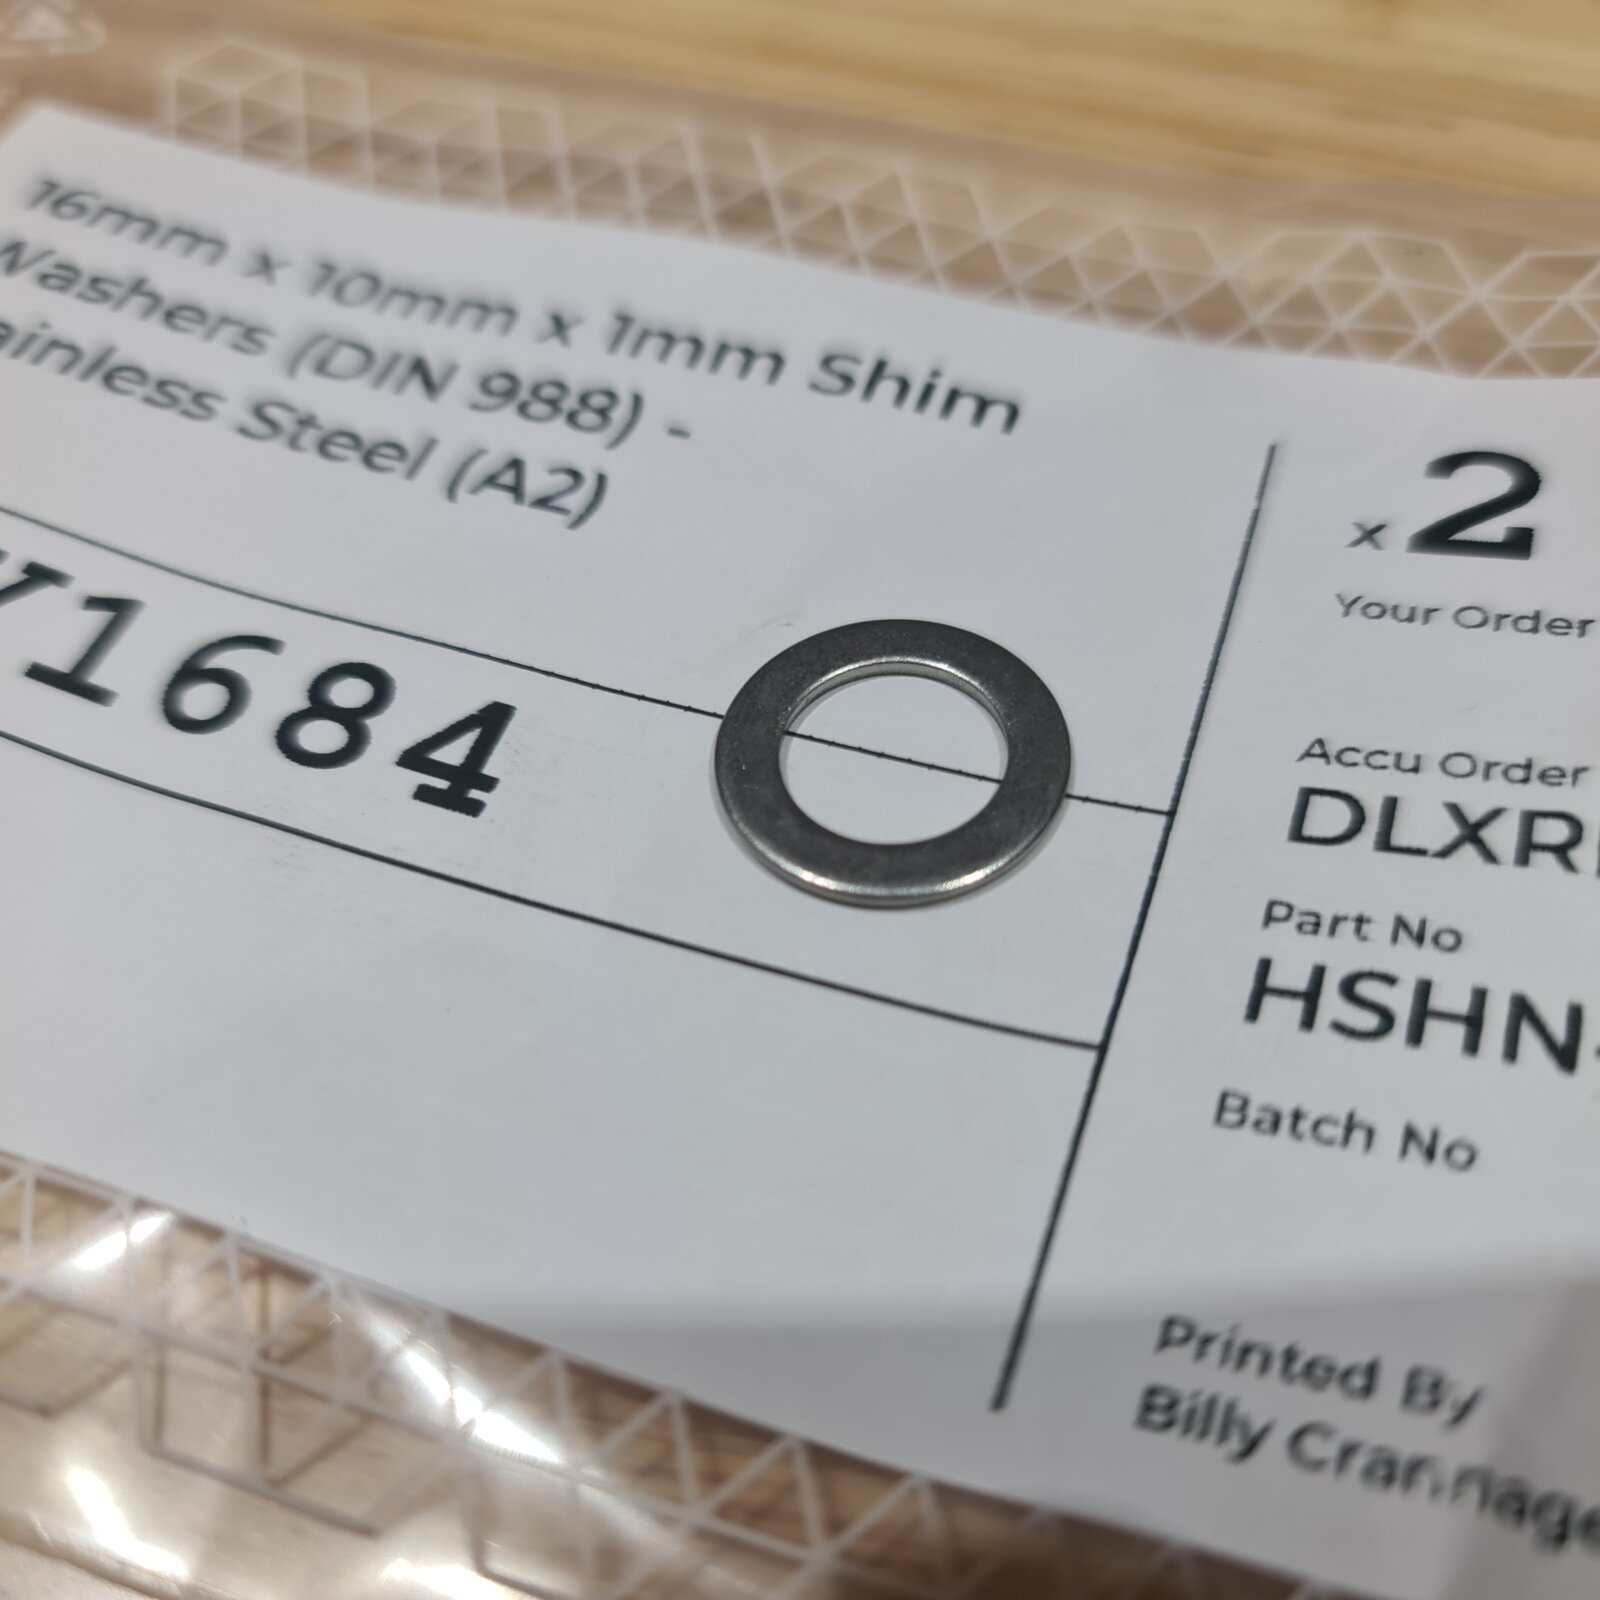 16mm x 10mm x 1mm Shim
Washers (DIN 988) -
ainless Steel (A2)
1684
x 2
Your Order
Accu Order
DLXR
Part No
HSHN-
Batch No
Printed By
Billy Crannage